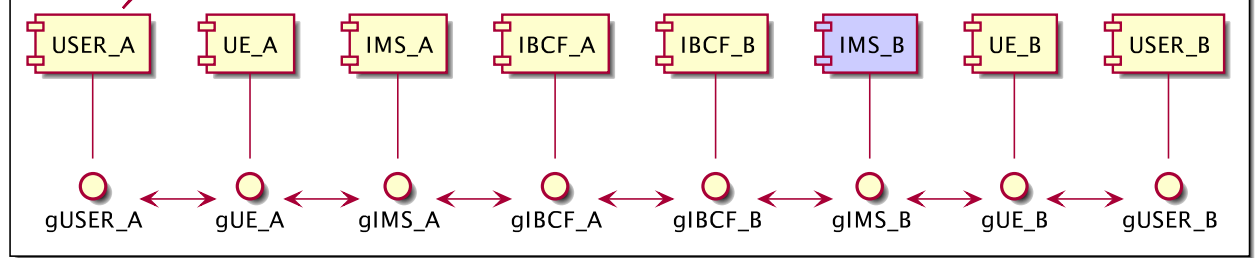 USER_A UE_A IMS_A IBCF_A IBCF_B IMS_B UE_B USER_B
gUSER_A gUE_A gIMS_A gIBCF_A gIBCF_B gIMS_B gUE_B gUSER_B